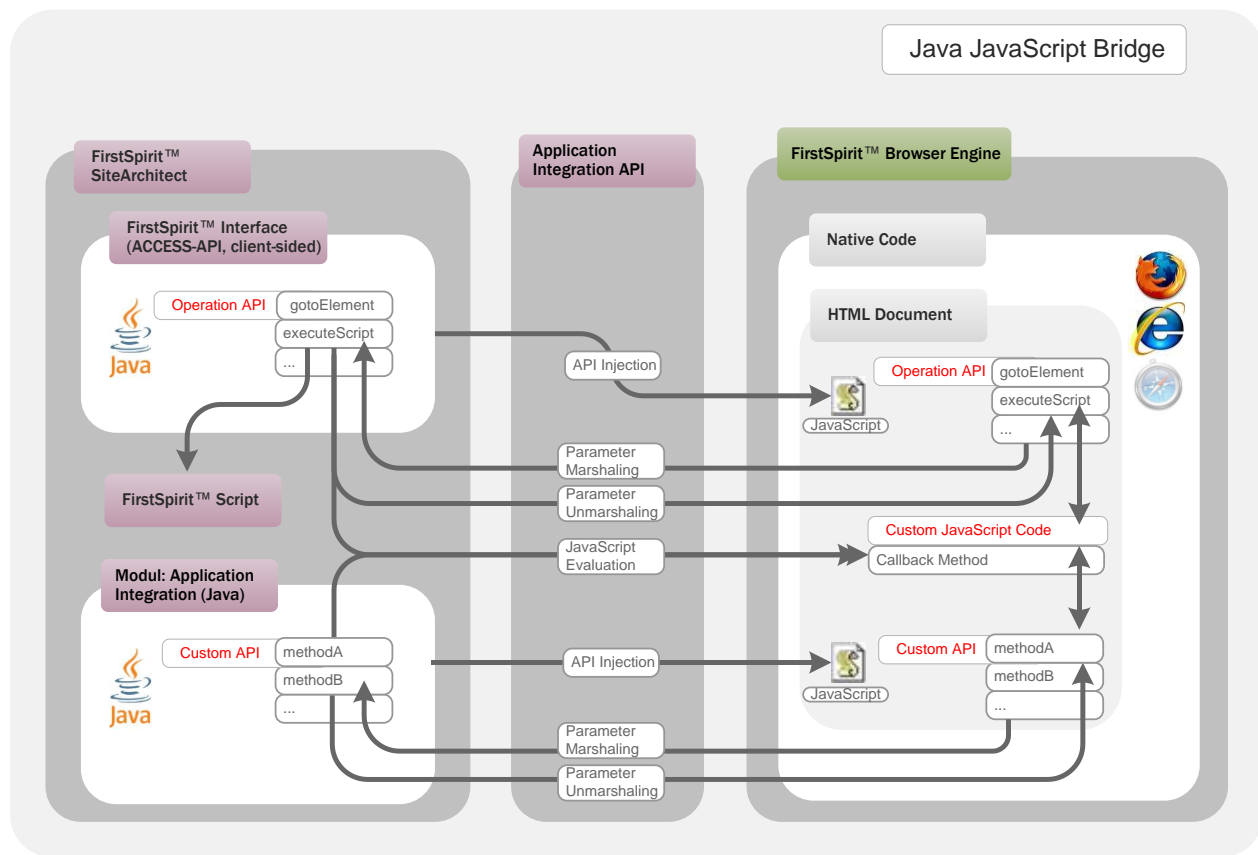 Java JavaScript Bridge
FirstSpirit™
SiteArchitect
Application
Integration API
FirstSpirit™ Browser Engine
FirstSpirit™ Interface
(ACCESS-API, client-sided)
Operation API
gotoElement
executeScript
...
Java
FirstSpirit™ Script
Modul: Application
Integration (Java)
Custom API
methodA
methodB
...
Java
API Injection
Parameter
Marshaling
Parameter
Unmarshaling
JavaScript
Evaluation
API Injection
Parameter
Marshaling
Parameter
Unmarshaling
Native Code
HTML Document
Operation API
gotoElement
executeScript
...
JavaScript
Custom JavaScript Code
Callback Method
Custom API
methodA
methodB
...
JavaScript